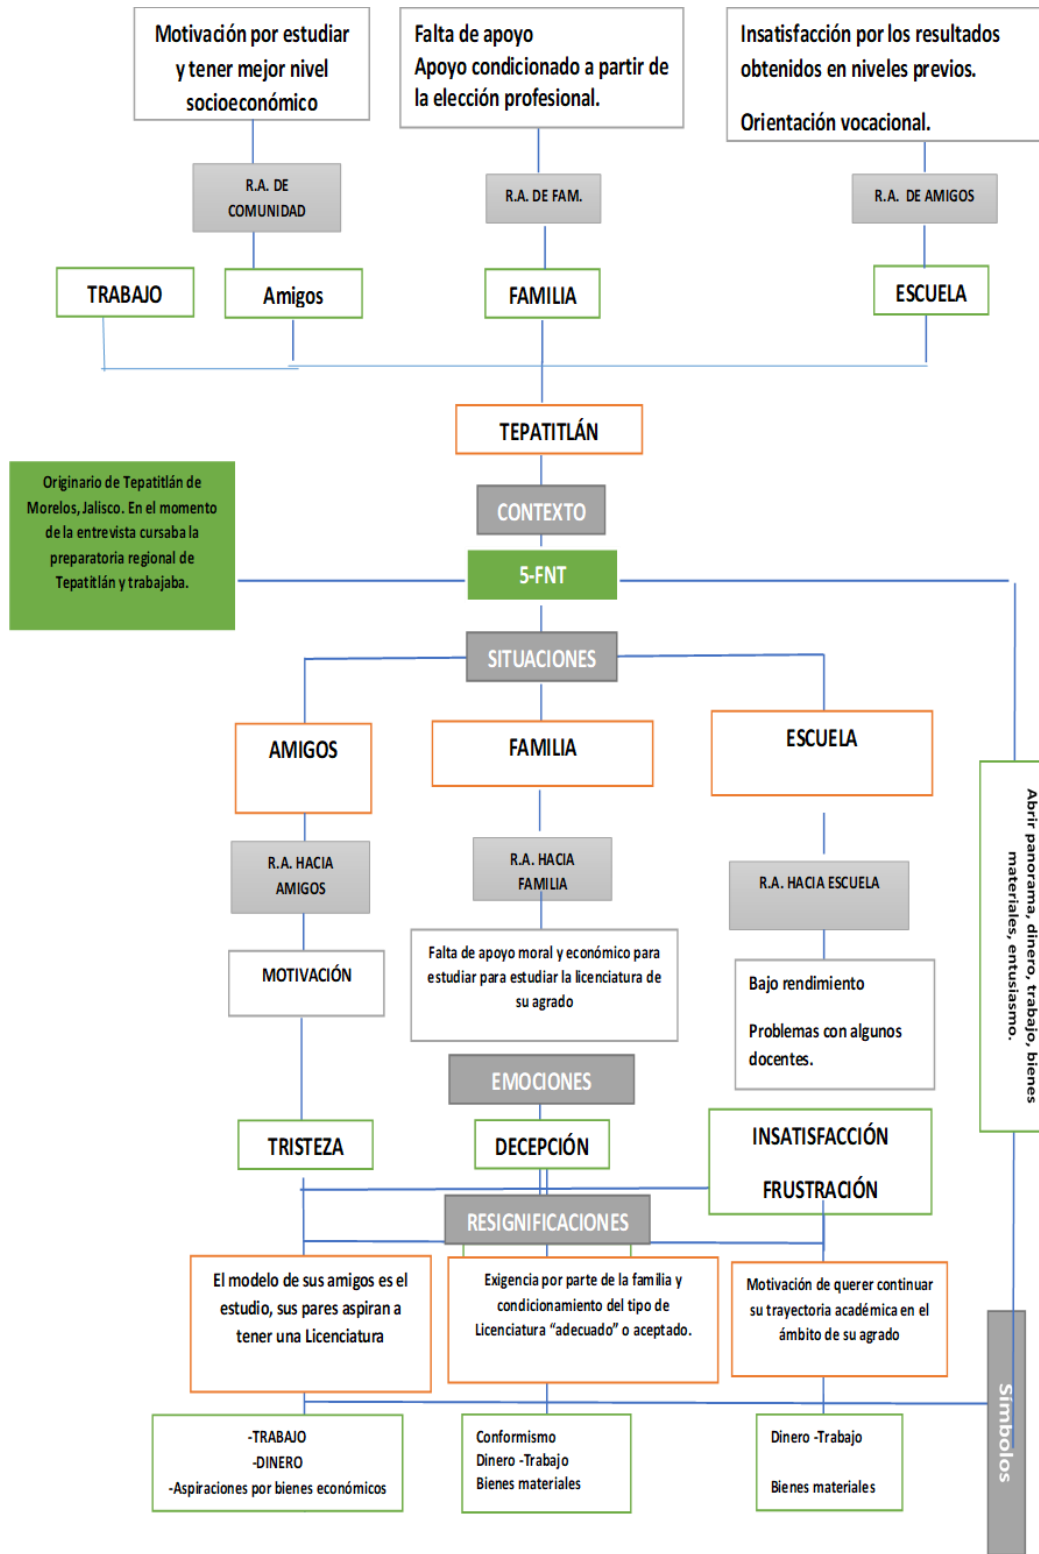 Motivación por estudiar
y tener mejor nivel
socioeconómico
Falta de apoyo
Apoyo condicionado a partir de
la elección profesional.
Insatisfacción por los resultados
obtenidos en niveles previos.
Orientación vocacional.
R.A. DE
COMUNIDAD
R.A. DE FAM.
R.A. DE AMIGOS
TRABAJO
Amigos
FAMILIA
ESCUELA
TEPATITLÁN
Originario de Tepatitlán de
Morelos, Jalisco. En el momento
de la entrevista cursaba la
preparatoria regional de
Tepatitlán y trabajaba.
CONTEXTO
5-FNT
SITUACIONES
AMIGOS
FAMILIA
ESCUELA
Abrir panorama, dinero, trabajo, bienes
materiales, entusiasmo.
R.A. HACIA
AMIGOS
R.A. HACIA
FAMILIA
R.A. HACIA ESCUELA
MOTIVACIÓN
Falta de apoyo moral y económico para
estudiar para estudiar la licenciatura de
su agrado
Bajo rendimiento
Problemas con algunos
docentes.
EMOCIONES
TRISTEZA
DECEPCIÓN
INSATISFACCIÓN
FRUSTRACIÓN
RESIGNIFICACIONES
El modelo de sus amigos es el
estudio, sus pares aspiran a
tener una Licenciatura
Exigencia por parte de la familia y
condicionamiento del tipo de
Licenciatura “adecuado” o aceptado.
Motivación de querer continuar
su trayectoria académica en el
ámbito de su agrado
Símbolos
-TRABAJO
-DINERO
-Aspiraciones por bienes económicos
Conformismo
Dinero -Trabajo
Bienes materiales
Dinero -Trabajo
Bienes materiales